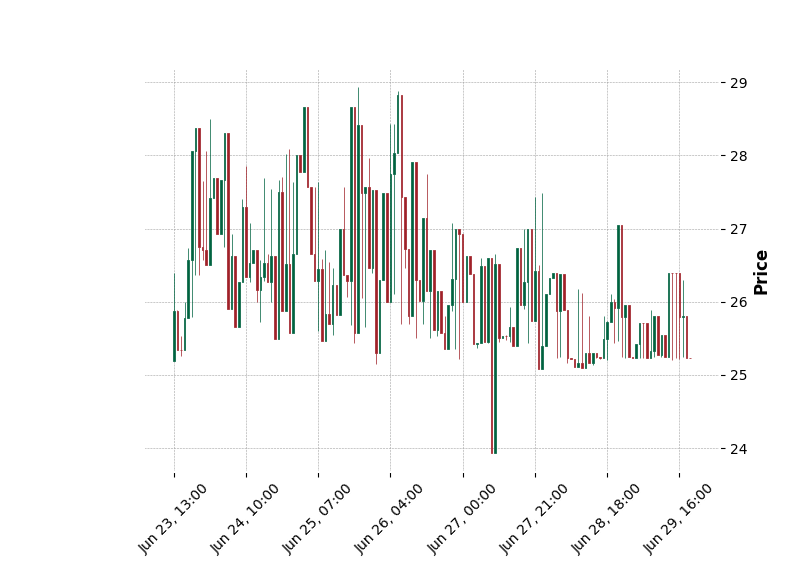 29
28
27
26
25
24
Price
Jun 23, 13:00
Jun 24, 10:00
Jun 25, 07:00
Jun 26, 04:00
Jun 27, 00:00
Jun 27, 21:00
Jun 28, 18:00
Jun 29, 16:00